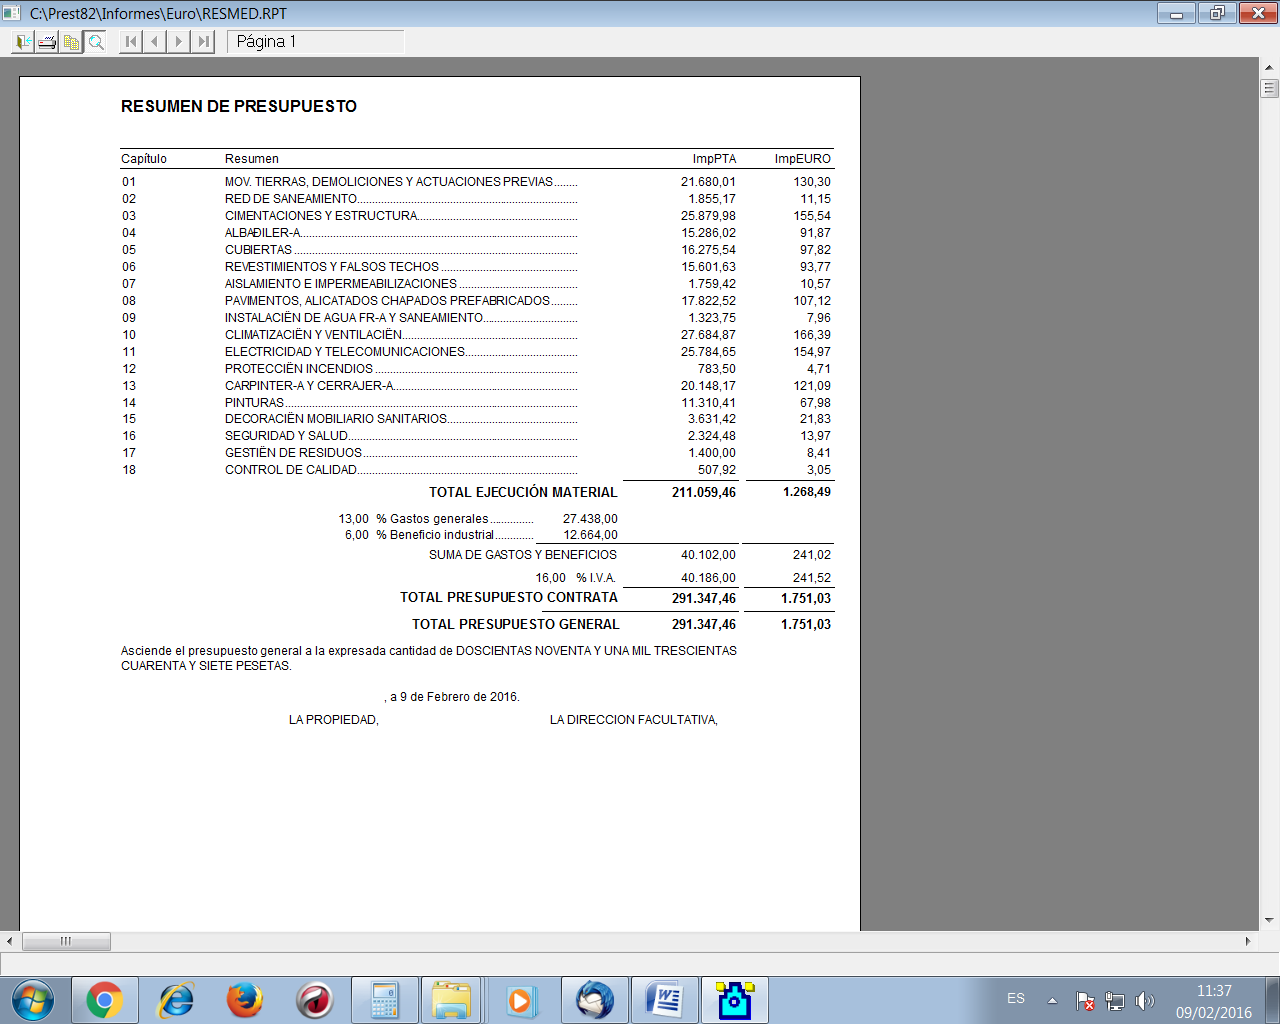 C:\Prest82\Informes\Euro\RESMED.RPT
Página 1
RESUMEN DE PRESUPUESTO
Capítulo Resumen ImpPTA ImpEURO
01 MOV. TIERRAS, DEMOLICIONES Y ACTUACIONES PREVIAS........ 21.680,01 130,30
02 RED DE SANEAMIENTO.................................................................. 1.855,17 11,15
03 CIMENTACIONES Y ESTRUCTURA................................................ 25.879,98 155,54
04 ALBAÐILER-A.................................................................................... 15.286,02 91,87
05 CUBIERTAS ...................................................................................... 16.275,54 97,82
06 REVESTIMIENTOS Y FALSOS TECHOS ......................................... 15.601,63 93,77
07 AISLAMIENTO E IMPERMEABILIZACIONES .................................... 1.759,42 10,57
08 PAVIMENTOS, ALICATADOS CHAPADOS PREFABRICADOS......... 17.822,52 107,12
09 INSTALACIËN DE AGUA FR-A Y SANEAMIENTO............................ 1.323,75 7,96
10 CLIMATIZACIËN Y VENTILACIËN..................................................... 27.684,87 166,39
11 ELECTRICIDAD Y TELECOMUNICACIONES.................................. 25.784,65 154,97
12 PROTECCIËN INCENDIOS ............................................................. 783,50 4,71
13 CARPINTER-A Y CERRAJER-A........................................................ 20.148,17 121,09
14 PINTURAS........................................................................................ 11.310,41 67,98
15 DECORACIËN MOBILIARIO SANITARIOS....................................... 3.631,42 21,83
16 SEGURIDAD Y SALUD..................................................................... 2.324,48 13,97
17 GESTIËN DE RESIDUOS................................................................. 1.400,00 8,41
18 CONTROL DE CALIDAD.................................................................. 507,92 3,05
TOTAL EJECUCIÓN MATERIAL 211.059,46 1.268,49
13,00 % Gastos generales.............. 27.438,00
6,00 % Beneficio industrial............. 12.664,00
SUMA DE GASTOS Y BENEFICIOS 40.102,00 241,02
16,00 % I.V.A. 40.186,00 241,52
TOTAL PRESUPUESTO CONTRATA 291.347,46 1.751,03
TOTAL PRESUPUESTO GENERAL 291.347,46 1.751,03
Asciende el presupuesto general a la expresada cantidad de DOSCIENTAS NOVENTA Y UNA MIL TRESCIENTAS
CUARENTA Y SIETE PESETAS.
, a 9 de Febrero de 2016.
LA PROPIEDAD, LA DIRECCION FACULTATIVA,
ES
11:37
09/02/2016